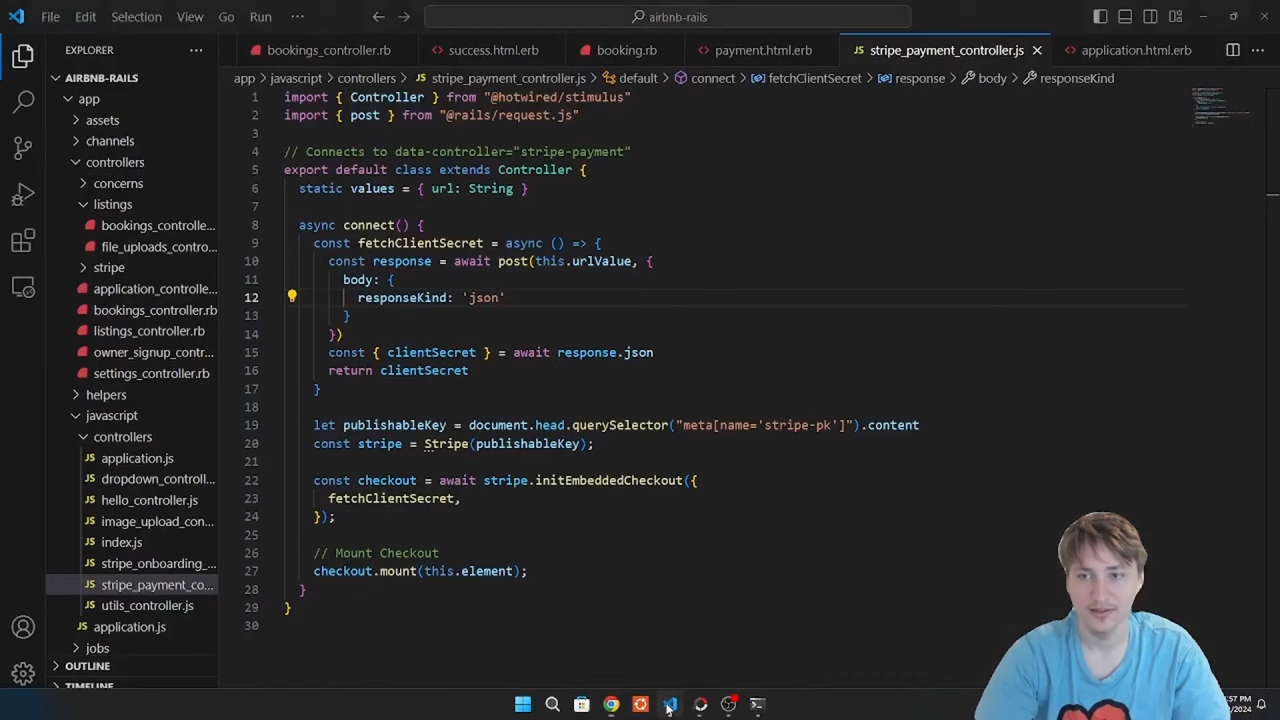 File Edit Selection View Go Run ···
airbnb-rails
EXPLORER ···
bookings_controller.rb success.html.erb booking.rb payment.html.erb stripe_payment_controller.js application.html.erb
AIRBNB-RAILS
app > javascript > controllers > stripe_payment_controller.js > default > connect > fetchClientSecret > response > body > responseKind
app
assets
channels
controllers
concerns
listings
bookings_controlle...
file_uploads_contro...
stripe
application_control...
bookings_controller.rb
listings_controller.rb
owner_signup_contr...
settings_controller.rb
helpers
javascript
controllers
application.js
dropdown_controll...
hello_controller.js
image_upload_con...
index.js
stripe_onboarding_...
stripe_payment_co...
utils_controller.js
application.js
jobs
OUTLINE
TIMELINE
1 import { Controller } from "@hotwired/stimulus"
2 import { post } from "@rails/request.js"
3
4 // Connects to data-controller="stripe-payment"
5 export default class extends Controller {
6 static values = { url: String }
7
8 async connect() {
9 const fetchClientSecret = async () => {
10 const response = await post(this.urlValue, {
11 body: {
12 responseKind: 'json'
13 }
14 })
15 const { clientSecret } = await response.json
16 return clientSecret
17 }
18
19 let publishableKey = document.head.querySelector("meta[name='stripe-pk']").content
20 const stripe = Stripe(publishableKey);
21
22 const checkout = await stripe.initEmbeddedCheckout({
23 fetchClientSecret,
24 });
25
26 // Mount Checkout
27 checkout.mount(this.element);
28 }
29 }
30